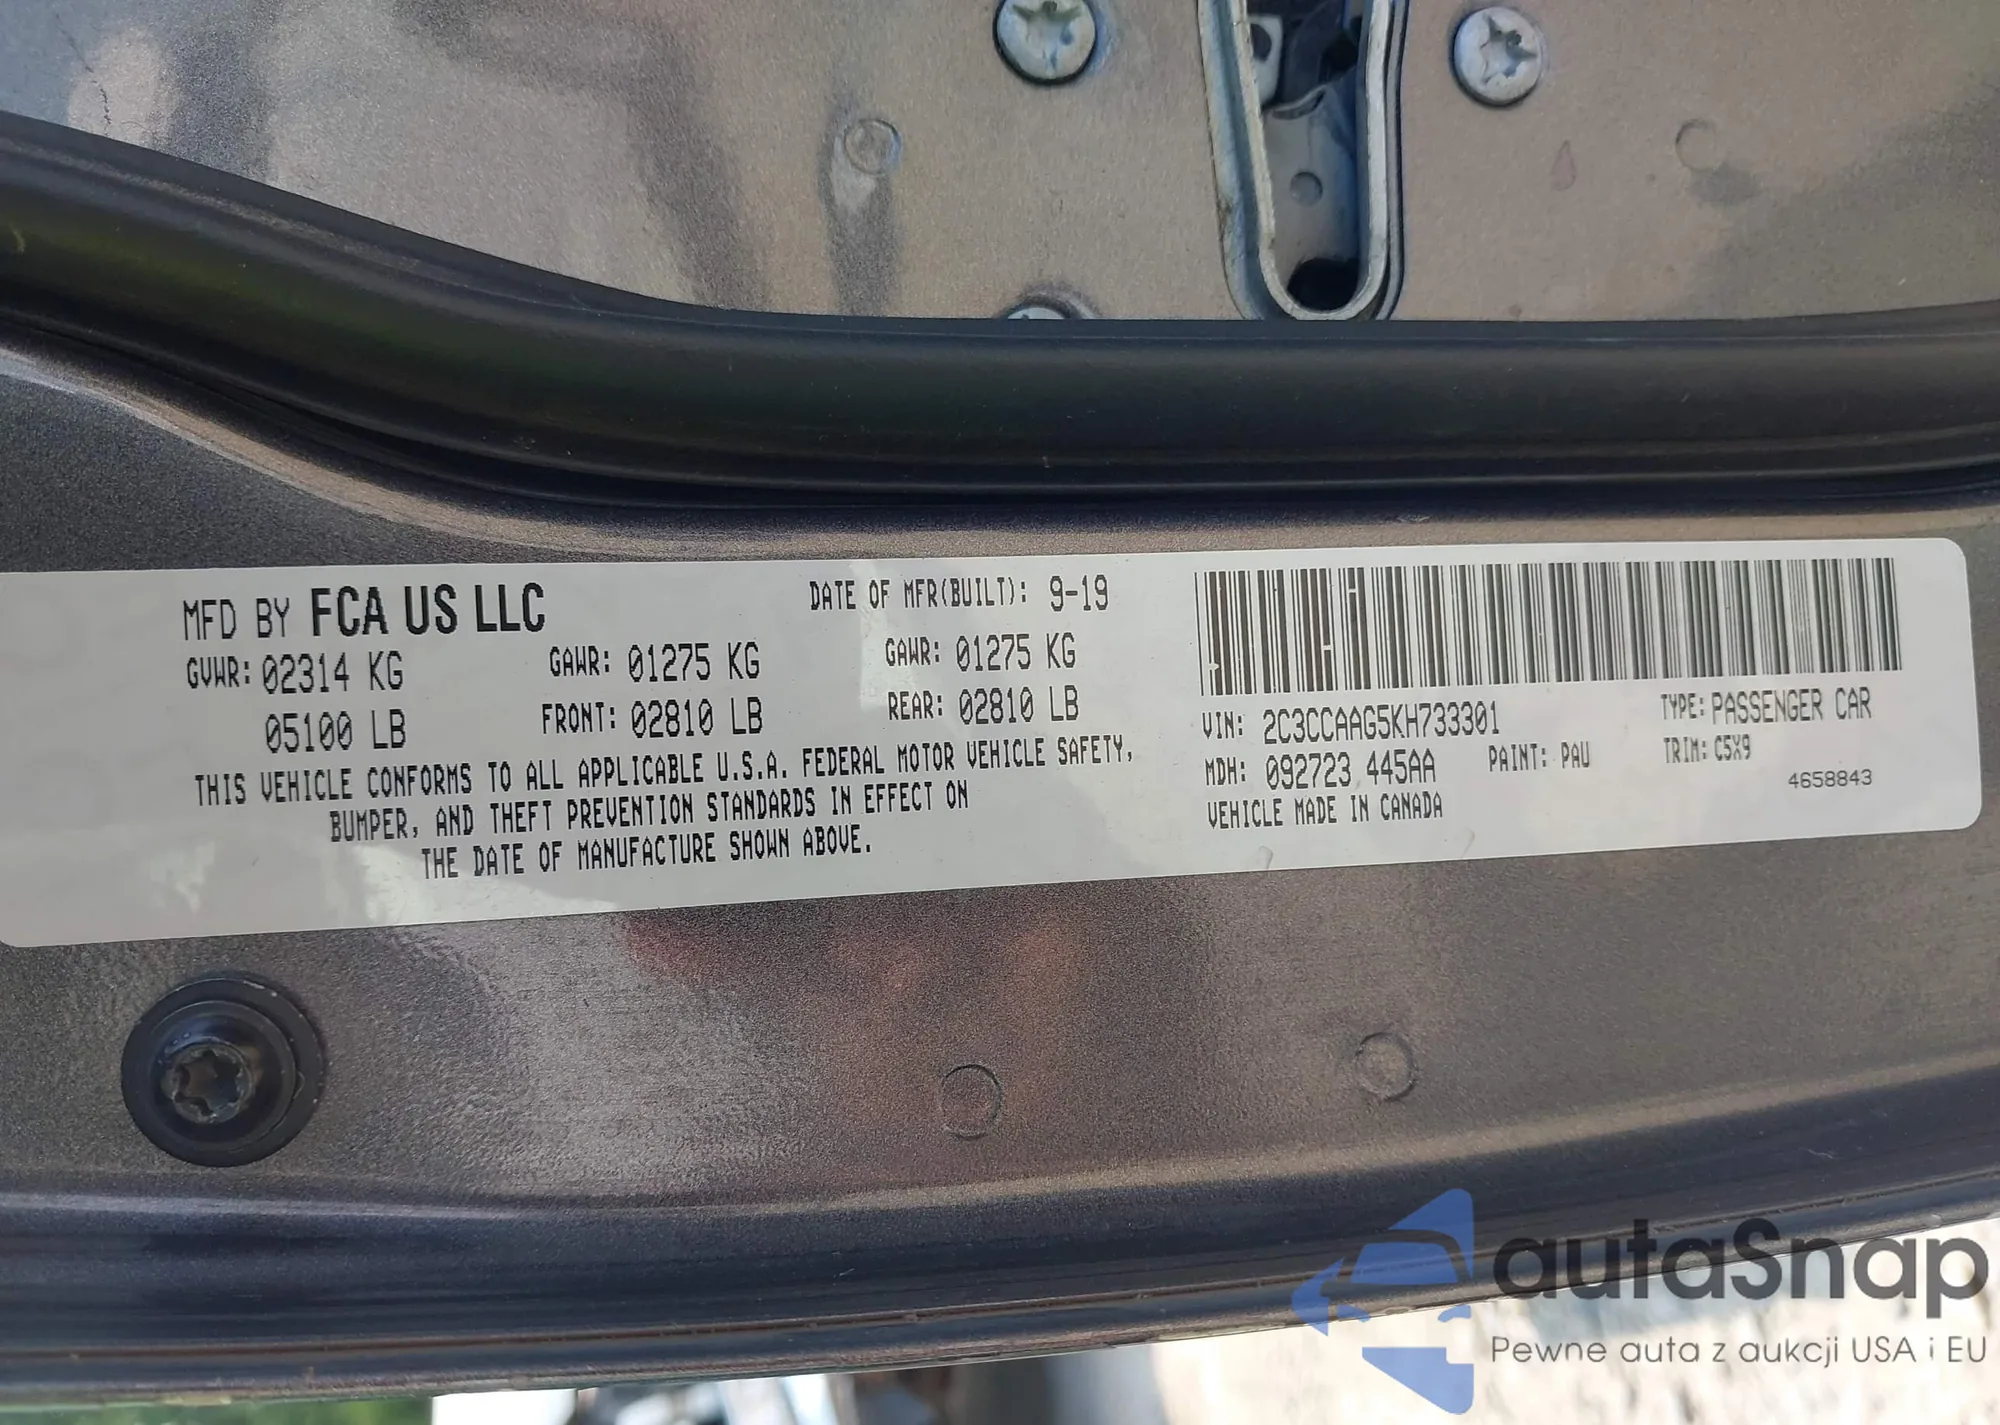 MFD BY FCA US LLC DATE OF MFR(BUILT): 9-19
GVWR: 02314 KG GAWR: 01275 KG GAWR: 01275 KG
05100 LB FRONT: 02810 LB REAR: 02810 LB
THIS VEHICLE CONFORMS TO ALL APPLICABLE U.S.A. FEDERAL MOTOR VEHICLE SAFETY,
BUMPER, AND THEFT PREVENTION STANDARDS IN EFFECT ON
THE DATE OF MANUFACTURE SHOWN ABOVE.
VIN: 2C3CCAAG5KH733301 TYPE: PASSENGER CAR
MDH: 092723 445AA PAINT: PAU TRIM: C5X9
VEHICLE MADE IN CANADA 4658843
autaSnap
Pewne auta z aukcji USA i EU